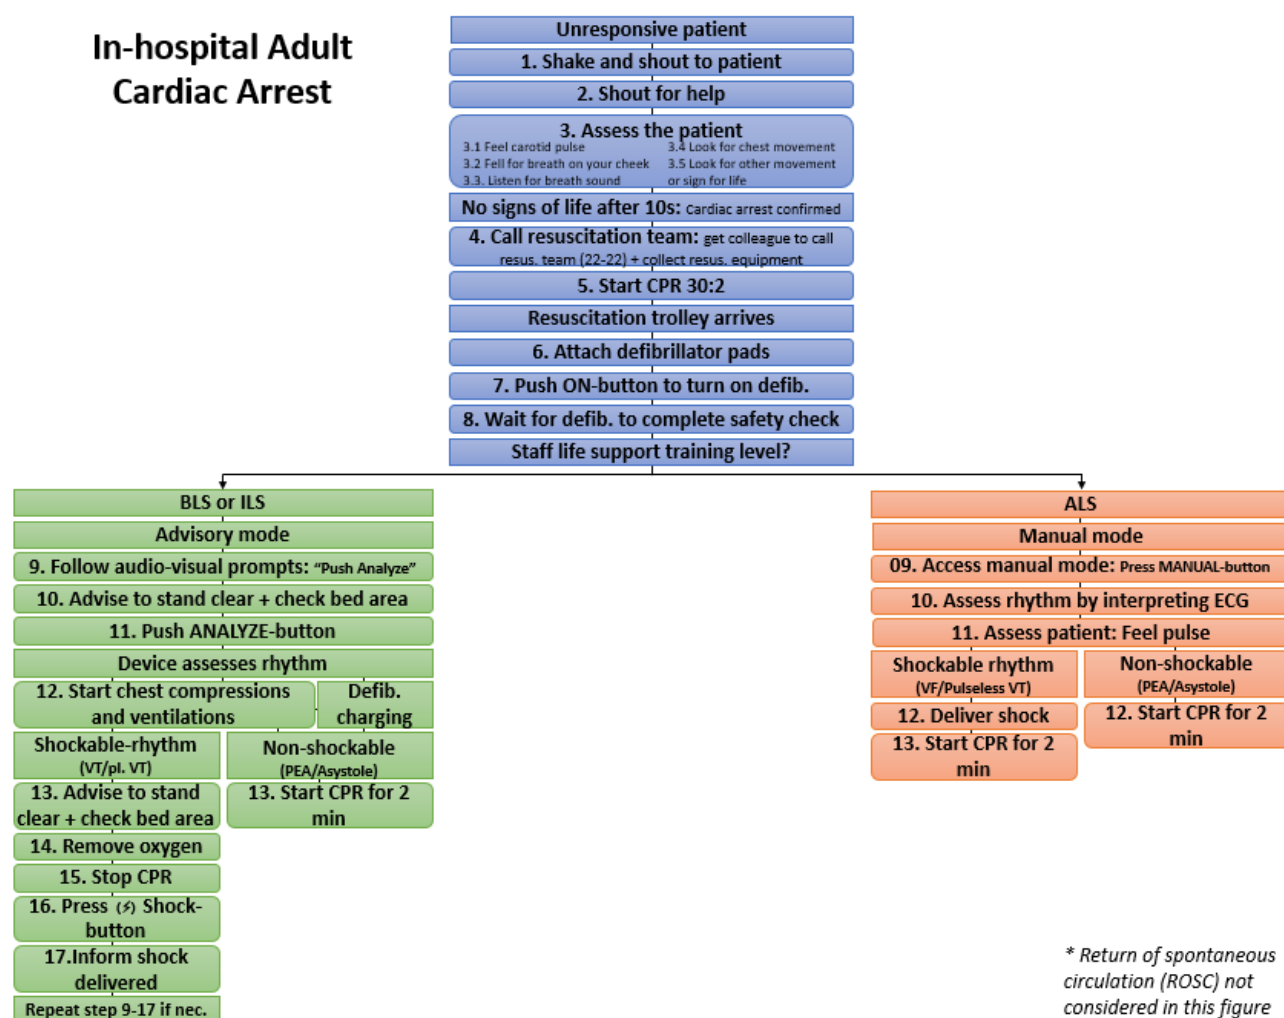 In-hospital Adult
Cardiac Arrest
Unresponsive patient
1. Shake and shout to patient
2. Shout for help
3. Assess the patient
3.1 Feel carotid pulse
3.2 Fell for breath on your cheek
3.3. Listen for breath sound
3.4 Look for chest movement
3.5 Look for other movement
or sign for life
No signs of life after 10s: Cardiac arrest confirmed
4. Call resuscitation team: get colleague to call
resus. team (22-22) + collect resus. equipment
5. Start CPR 30:2
Resuscitation trolley arrives
6. Attach defibrillator pads
7. Push ON-button to turn on defib.
8. Wait for defib. to complete safety check
Staff life support training level?
BLS or ILS
Advisory mode
9. Follow audio-visual prompts: “Push Analyze”
10. Advise to stand clear + check bed area
11. Push ANALYZE-button
Device assesses rhythm
12. Start chest compressions
and ventilations
Defib.
charging
Shockable-rhythm
(VT/pl. VT)
Non-shockable
(PEA/Asystole)
13. Advise to stand
clear + check bed area
13. Start CPR for 2
min
14. Remove oxygen
15. Stop CPR
16. Press (⚡) Shock-
button
17.Inform shock
delivered
Repeat step 9-17 if nec.
ALS
Manual mode
09. Access manual mode: Press MANUAL-button
10. Assess rhythm by interpreting ECG
11. Assess patient: Feel pulse
Shockable rhythm
(VF/Pulseless VT)
Non-shockable
(PEA/Asystole)
12. Deliver shock
13. Start CPR for 2
min
12. Start CPR for 2
min
* Return of spontaneous
circulation (ROSC) not
considered in this figure